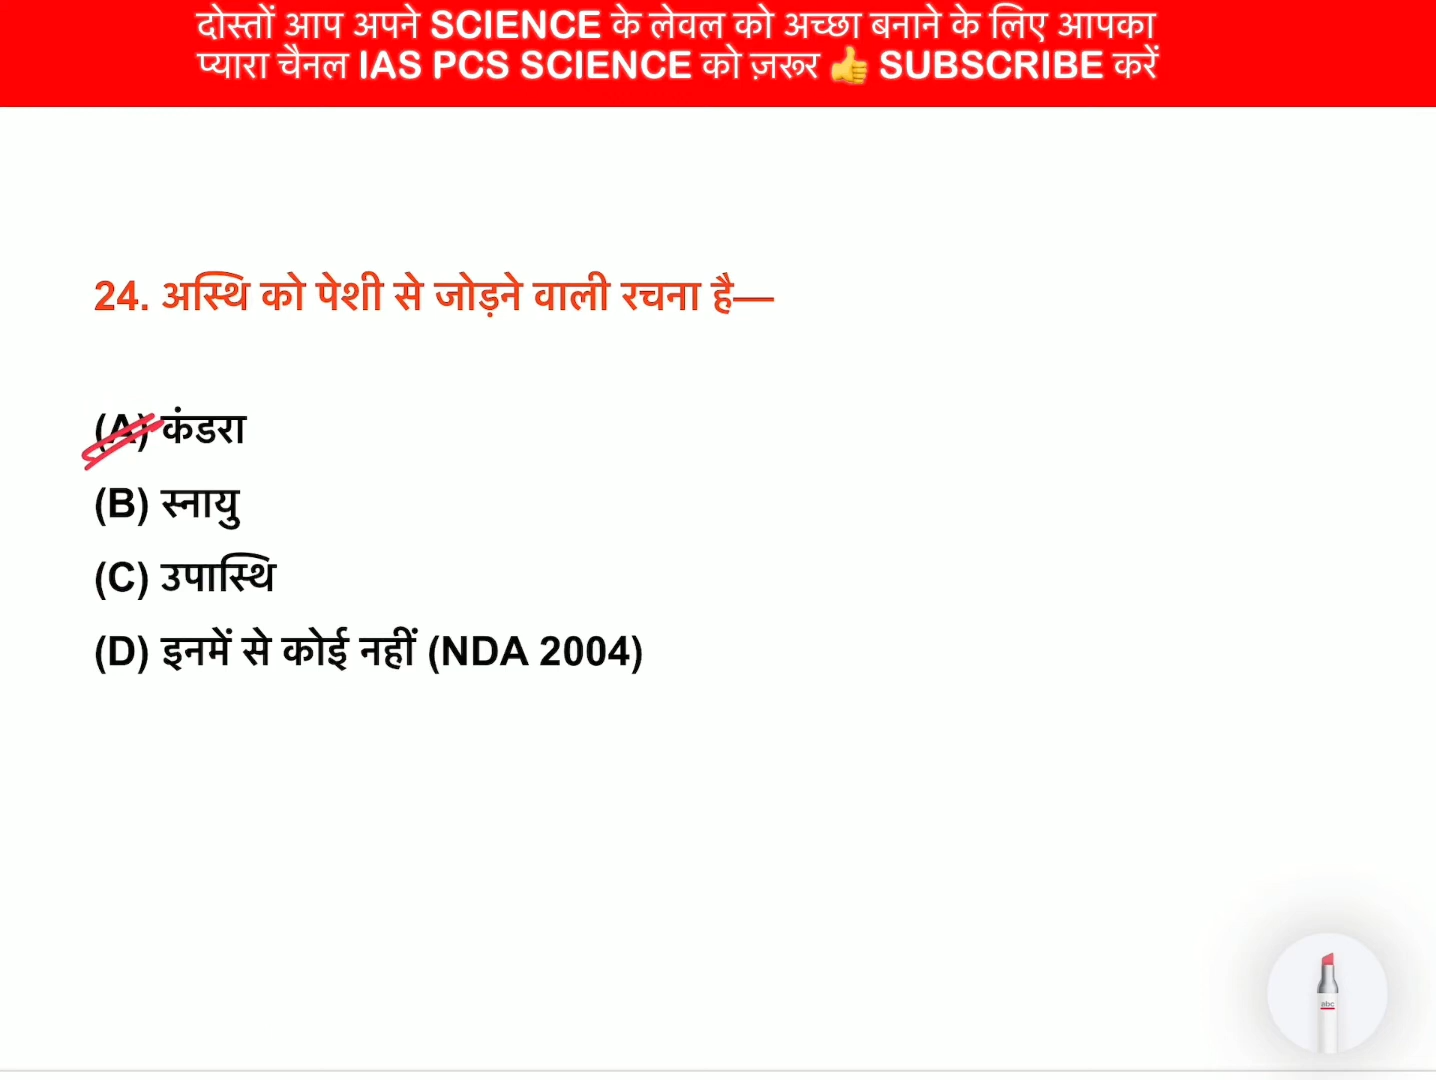 दोस्तों आप अपने SCIENCE के लेवल को अच्छा बनाने के लिए आपका
प्यारा चैनल IAS PCS SCIENCE को ज़रूर 👍 SUBSCRIBE करें
24. अस्थि को पेशी से जोड़ने वाली रचना है—
(A) कंडरा
(B) स्नायु
(C) उपास्थि
(D) इनमें से कोई नहीं (NDA 2004)
abc